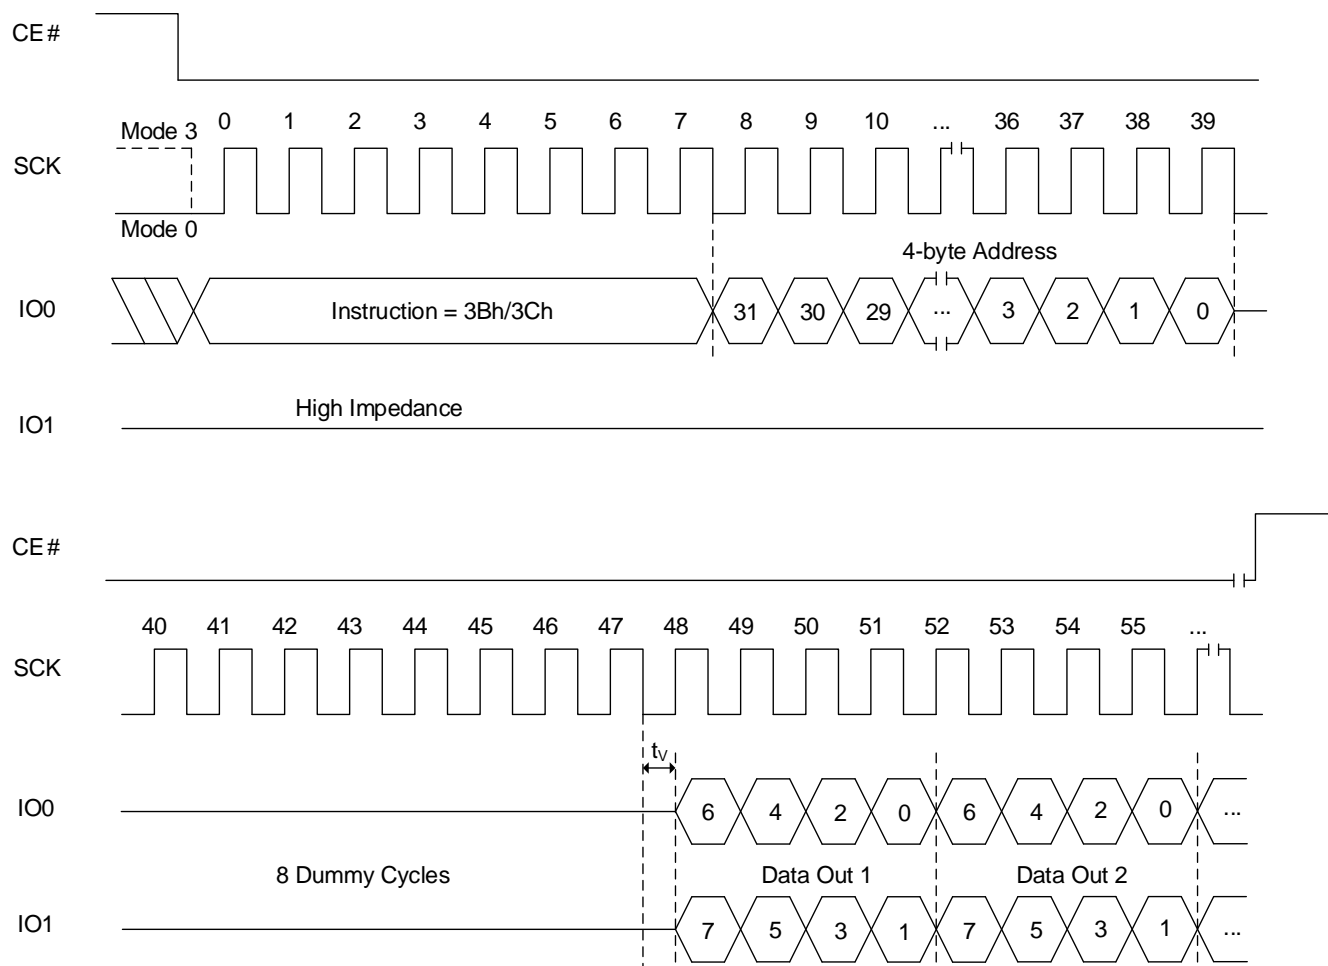 CE#
Mode 3 0 1 2 3 4 5 6 7 8 9 10 ... 36 37 38 39
SCK
Mode 0
4-byte Address
IO0 Instruction = 3Bh/3Ch 31 30 29 ... 3 2 1 0
High Impedance
IO1
CE#
40 41 42 43 44 45 46 47 48 49 50 51 52 53 54 55 ...
SCK
tV
IO0 6 4 2 0 6 4 2 0 ...
8 Dummy Cycles Data Out 1 Data Out 2
IO1 7 5 3 1 7 5 3 1 ...